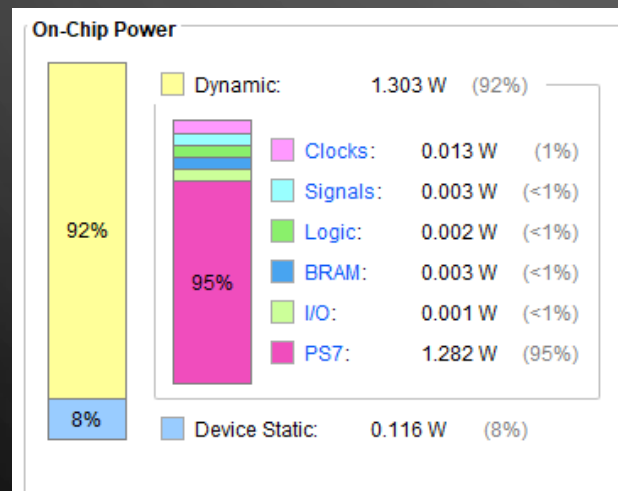 On-Chip Power
Dynamic: 1.303 W (92%)
Clocks: 0.013 W (1%)
Signals: 0.003 W (<1%)
Logic: 0.002 W (<1%)
92%
BRAM: 0.003 W (<1%)
95%
I/O: 0.001 W (<1%)
PS7: 1.282 W (95%)
8%
Device Static: 0.116 W (8%)